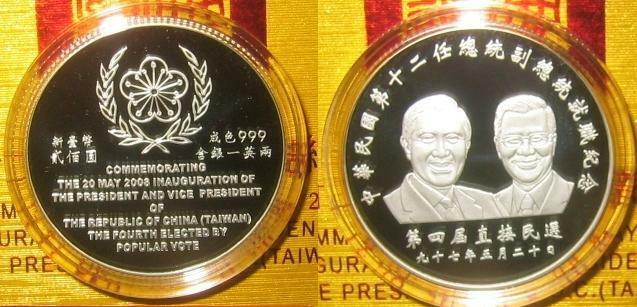 新臺幣
貳佰圓
成色999
含銀一英兩
COMMEMORATING
THE 20 MAY 2008 INAUGURATION OF
THE PRESIDENT AND VICE PRESIDENT
OF
THE REPUBLIC OF CHINA (TAIWAN)
THE FOURTH ELECTED BY
POPULAR VOTE
中華民國第十二任總統副總統就職紀念
第四屆直接民選
九十七年五月二十日